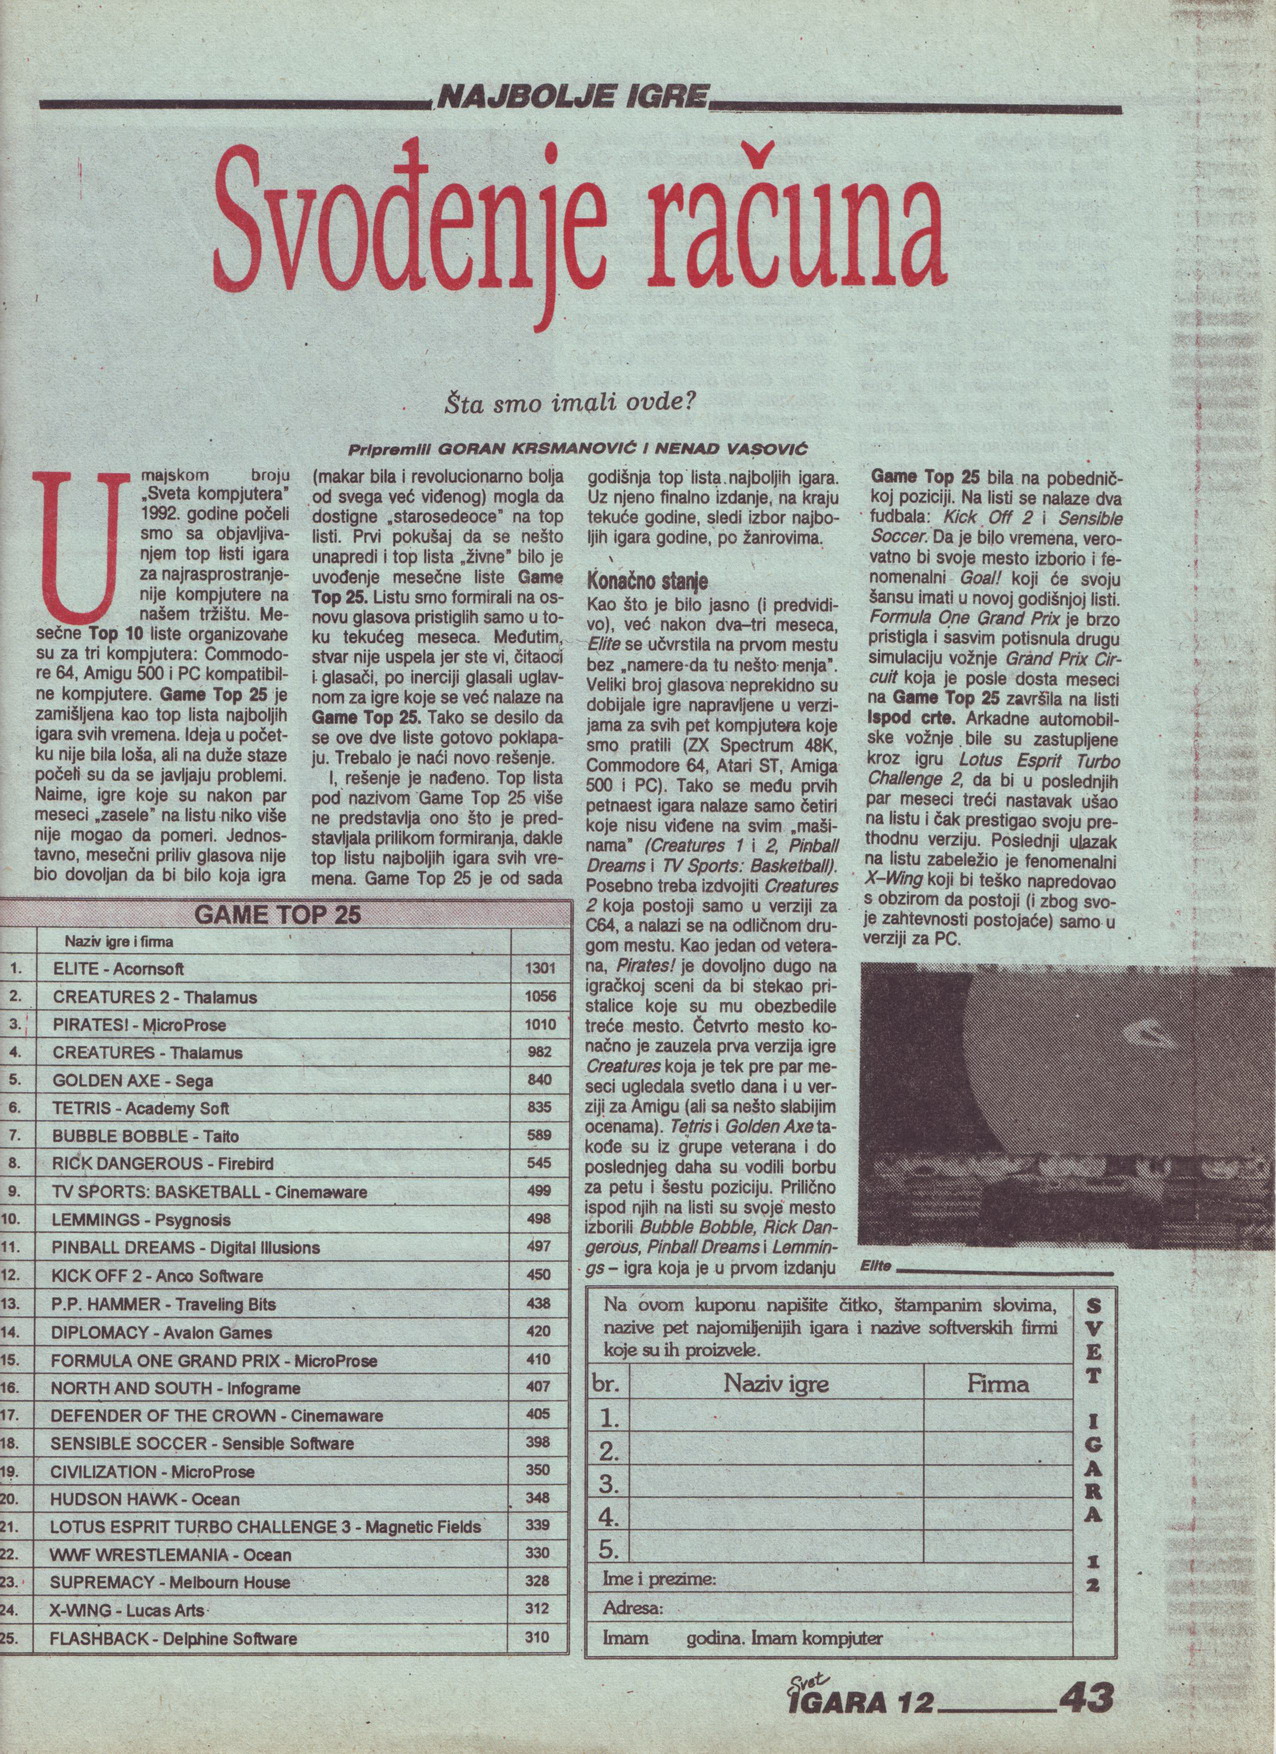 NAJBOLJE IGRE
Svođenje računa
Šta smo imali ovde?
Pripremili GORAN KRSMANOVIĆ I NENAD VASOVIĆ
U majskom broju
„Sveta kompjutera"
1992. godine počeli
smo sa objavljiva-
njem top listi igara
za najrasprostranje-
nije kompjutere na
našem tržištu. Me-
sečne Top 10 liste organizovane
su za tri kompjutera: Commodo-
re 64, Amigu 500 i PC kompatibil-
ne kompjutere. Game Top 25 je
zamišljena kao top lista najboljih
igara svih vremena. Ideja u počet-
ku nije bila loša, ali na duže staze
počeli su da se javljaju problemi.
Naime, igre koje su nakon par
meseci „zasele" na listu niko više
nije mogao da pomeri. Jednos-
tavno, mesečni priliv glasova nije
bio dovoljan da bi bilo koja igra
(makar bila i revolucionarno bolja
od svega već viđenog) mogla da
dostigne „starosedeoce" na top
listi. Prvi pokušaj da se nešto
unapredi i top lista „živne" bilo je
uvođenje mesečne liste Game
Top 25. Listu smo formirali na os-
novu glasova pristiglih samo u to-
ku tekućeg meseca. Međutim,
stvar nije uspela jer ste vi, čitaoci
i glasači, po inerciji glasali uglav-
nom za igre koje se već nalaze na
Game Top 25. Tako se desilo da
se ove dve liste gotovo poklapa-
ju. Trebalo je naći novo rešenje.
I, rešenje je nađeno. Top lista
pod nazivom Game Top 25 više
ne predstavlja ono što je pred-
stavljala prilikom formiranja, dakle
top listu najboljih igara svih vre-
mena. Game Top 25 je od sada
godišnja top lista najboljih igara.
Uz njeno finalno izdanje, na kraju
tekuće godine, sledi izbor najbo-
ljih igara godine, po žanrovima.
Konačno stanje
Kao što je bilo jasno (i predvidi-
vo), već nakon dva–tri meseca,
Elite se učvrstila na prvom mestu
bez „namere da tu nešto menja".
Veliki broj glasova neprekidno su
dobijale igre napravljene u verzi-
jama za svih pet kompjutera koje
smo pratili (ZX Spectrum 48K,
Commodore 64, Atari ST, Amiga
500 i PC). Tako se među prvih
petnaest igara nalaze samo četiri
koje nisu viđene na svim „maši-
nama" (Creatures 1 i 2, Pinball
Dreams i TV Sports: Basketball).
Posebno treba izdvojiti Creatures
2 koja postoji samo u verziji za
C64, a nalazi se na odličnom dru-
gom mestu. Kao jedan od vetera-
na, Pirates! je dovoljno dugo na
igračkoj sceni da bi stekao pri-
stalice koje su mu obezbedile
treće mesto. Četvrto mesto ko-
načno je zauzela prva verzija igre
Creatures koja je tek pre par me-
seci ugledala svetlo dana i u ver-
ziji za Amigu (ali sa nešto slabijim
ocenama). Tetris i Golden Axe ta-
kođe su iz grupe veterana i do
poslednjeg daha su vodili borbu
za petu i šestu poziciju. Prilično
ispod njih na listi su svoje mesto
izborili Bubble Bobble, Rick Dan-
gerous, Pinball Dreams i Lemmin-
gs – igra koja je u prvom izdanju
Game Top 25 bila na pobednič-
koj poziciji. Na listi se nalaze dva
fudbala: Kick Off 2 i Sensible
Soccer. Da je bilo vremena, vero-
vatno bi svoje mesto izborio i fe-
nomenalni Goal! koji će svoju
šansu imati u novoj godišnjoj listi.
Formula One Grand Prix je brzo
pristigla i sasvim potisnula drugu
simulaciju vožnje Grand Prix Cir-
cuit koja je posle dosta meseci
na Game Top 25 završila na listi
Ispod crte. Arkadne automobil-
ske vožnje bile su zastupljene
kroz igru Lotus Esprit Turbo
Challenge 2, da bi u poslednjih
par meseci treći nastavak ušao
na listu i čak prestigao svoju pre-
thodnu verziju. Poslednji ulazak
na listu zabeležio je fenomenalni
X–Wing koji bi teško napredovao
s obzirom da postoji (i zbog svo-
je zahtevnosti postojaće) samo u
verziji za PC.
Elite
GAME TOP 25
Naziv igre i firma
1. ELITE - Acornsoft 1301
2. CREATURES 2 - Thalamus 1056
3. PIRATES! - MicroProse 1010
4. CREATURES - Thalamus 982
5. GOLDEN AXE - Sega 840
6. TETRIS - Academy Soft 835
7. BUBBLE BOBBLE - Taito 589
8. RICK DANGEROUS - Firebird 545
9. TV SPORTS: BASKETBALL - Cinemaware 499
10. LEMMINGS - Psygnosis 498
11. PINBALL DREAMS - Digital Illusions 497
12. KICK OFF 2 - Anco Software 450
13. P.P. HAMMER - Traveling Bits 438
14. DIPLOMACY - Avalon Games 420
15. FORMULA ONE GRAND PRIX - MicroProse 410
16. NORTH AND SOUTH - Infograme 407
17. DEFENDER OF THE CROWN - Cinemaware 405
18. SENSIBLE SOCCER - Sensible Software 398
19. CIVILIZATION - MicroProse 350
20. HUDSON HAWK - Ocean 348
21. LOTUS ESPRIT TURBO CHALLENGE 3 - Magnetic Fields 339
22. WWF WRESTLEMANIA - Ocean 330
23. SUPREMACY - Melbourn House 328
24. X-WING - Lucas Arts 312
25. FLASHBACK - Delphine Software 310
Na ovom kuponu napišite čitko, štampanim slovima,
nazive pet najomiljenijih igara i nazive softverskih firmi
koje su ih proizvele.
br. Naziv igre Firma
1.
2.
3.
4.
5.
Ime i prezime:
Adresa:
Imam godina. Imam kompjuter
SVET IGARA 12
Svet
IGARA 12 43